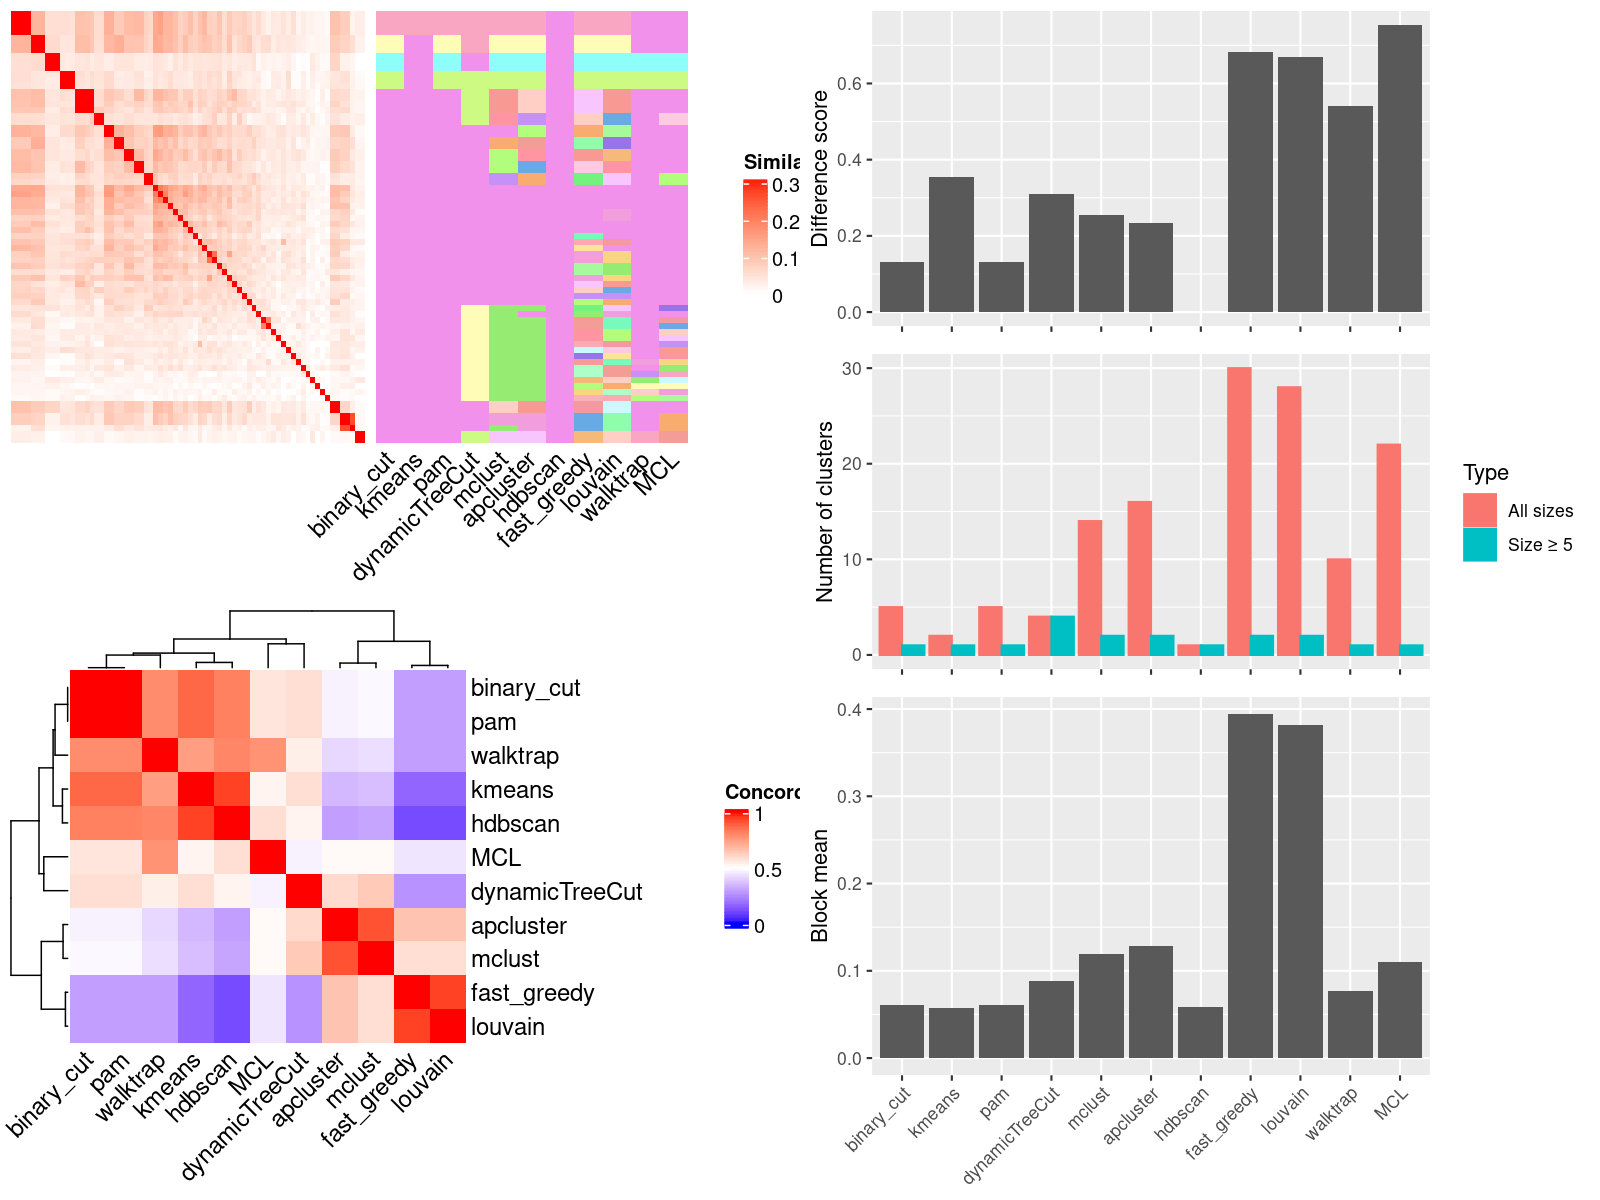 Simila
0.3
0.2
0.1
0
binary_cut
kmeans
pam
dynamicTreeCut
mclust
apcluster
hdbscan
fast_greedy
louvain
walktrap
MCL
binary_cut
pam
walktrap
kmeans
hdbscan
MCL
dynamicTreeCut
apcluster
mclust
fast_greedy
louvain
binary_cut
pam
walktrap
kmeans
hdbscan
MCL
dynamicTreeCut
apcluster
mclust
fast_greedy
louvain
Concord
1
0.5
0
Difference score
0.6
0.4
0.2
0.0
Number of clusters
30
20
10
0
Type
All sizes
Size ≥ 5
Block mean
0.4
0.3
0.2
0.1
0.0
binary_cut
kmeans
pam
dynamicTreeCut
mclust
apcluster
hdbscan
fast_greedy
louvain
walktrap
MCL